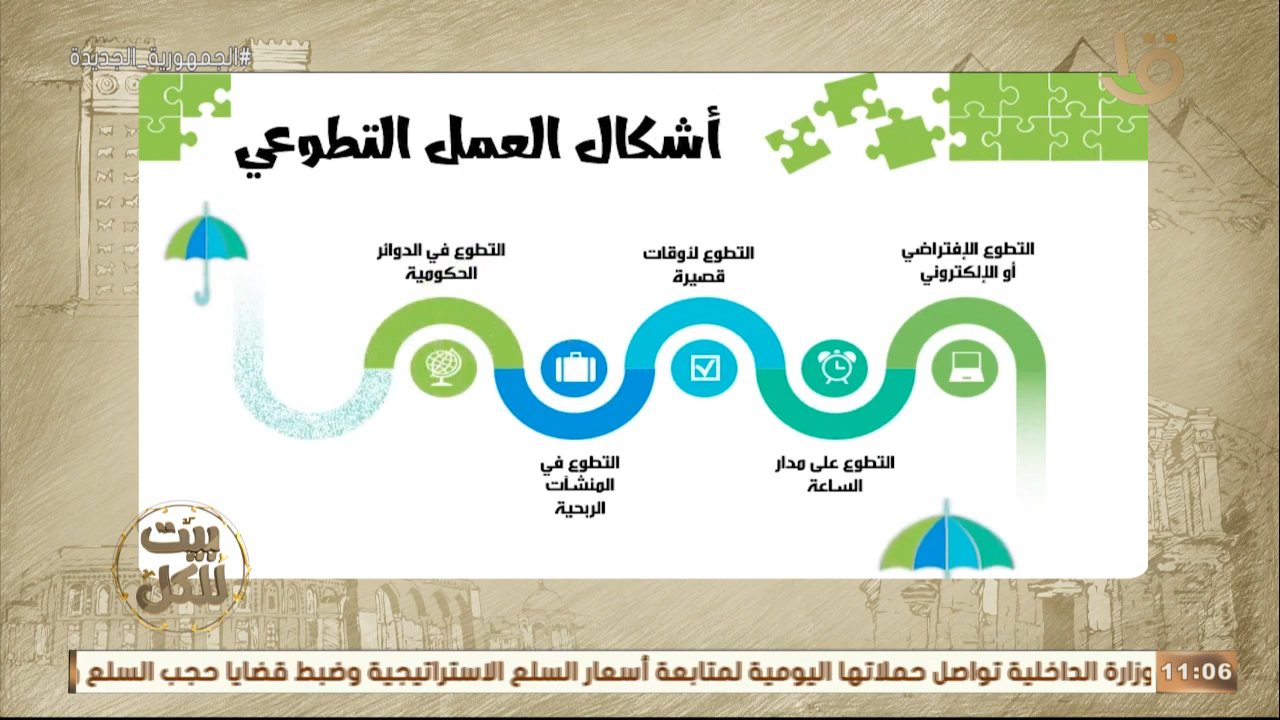 #الجمهورية_الجديدة
أشكال العمل التطوعي
التطوع الإفتراضي
أو الإلكتروني
التطوع لأوقات
قصيرة
التطوع في الدوائر
الحكومية
التطوع على مدار
الساعة
التطوع في
المنشآت
الربحية
بيت
للكل
11:06
وزارة الداخلية تواصل حملاتها اليومية لمتابعة أسعار السلع الاستراتيجية وضبط قضايا حجب السلع